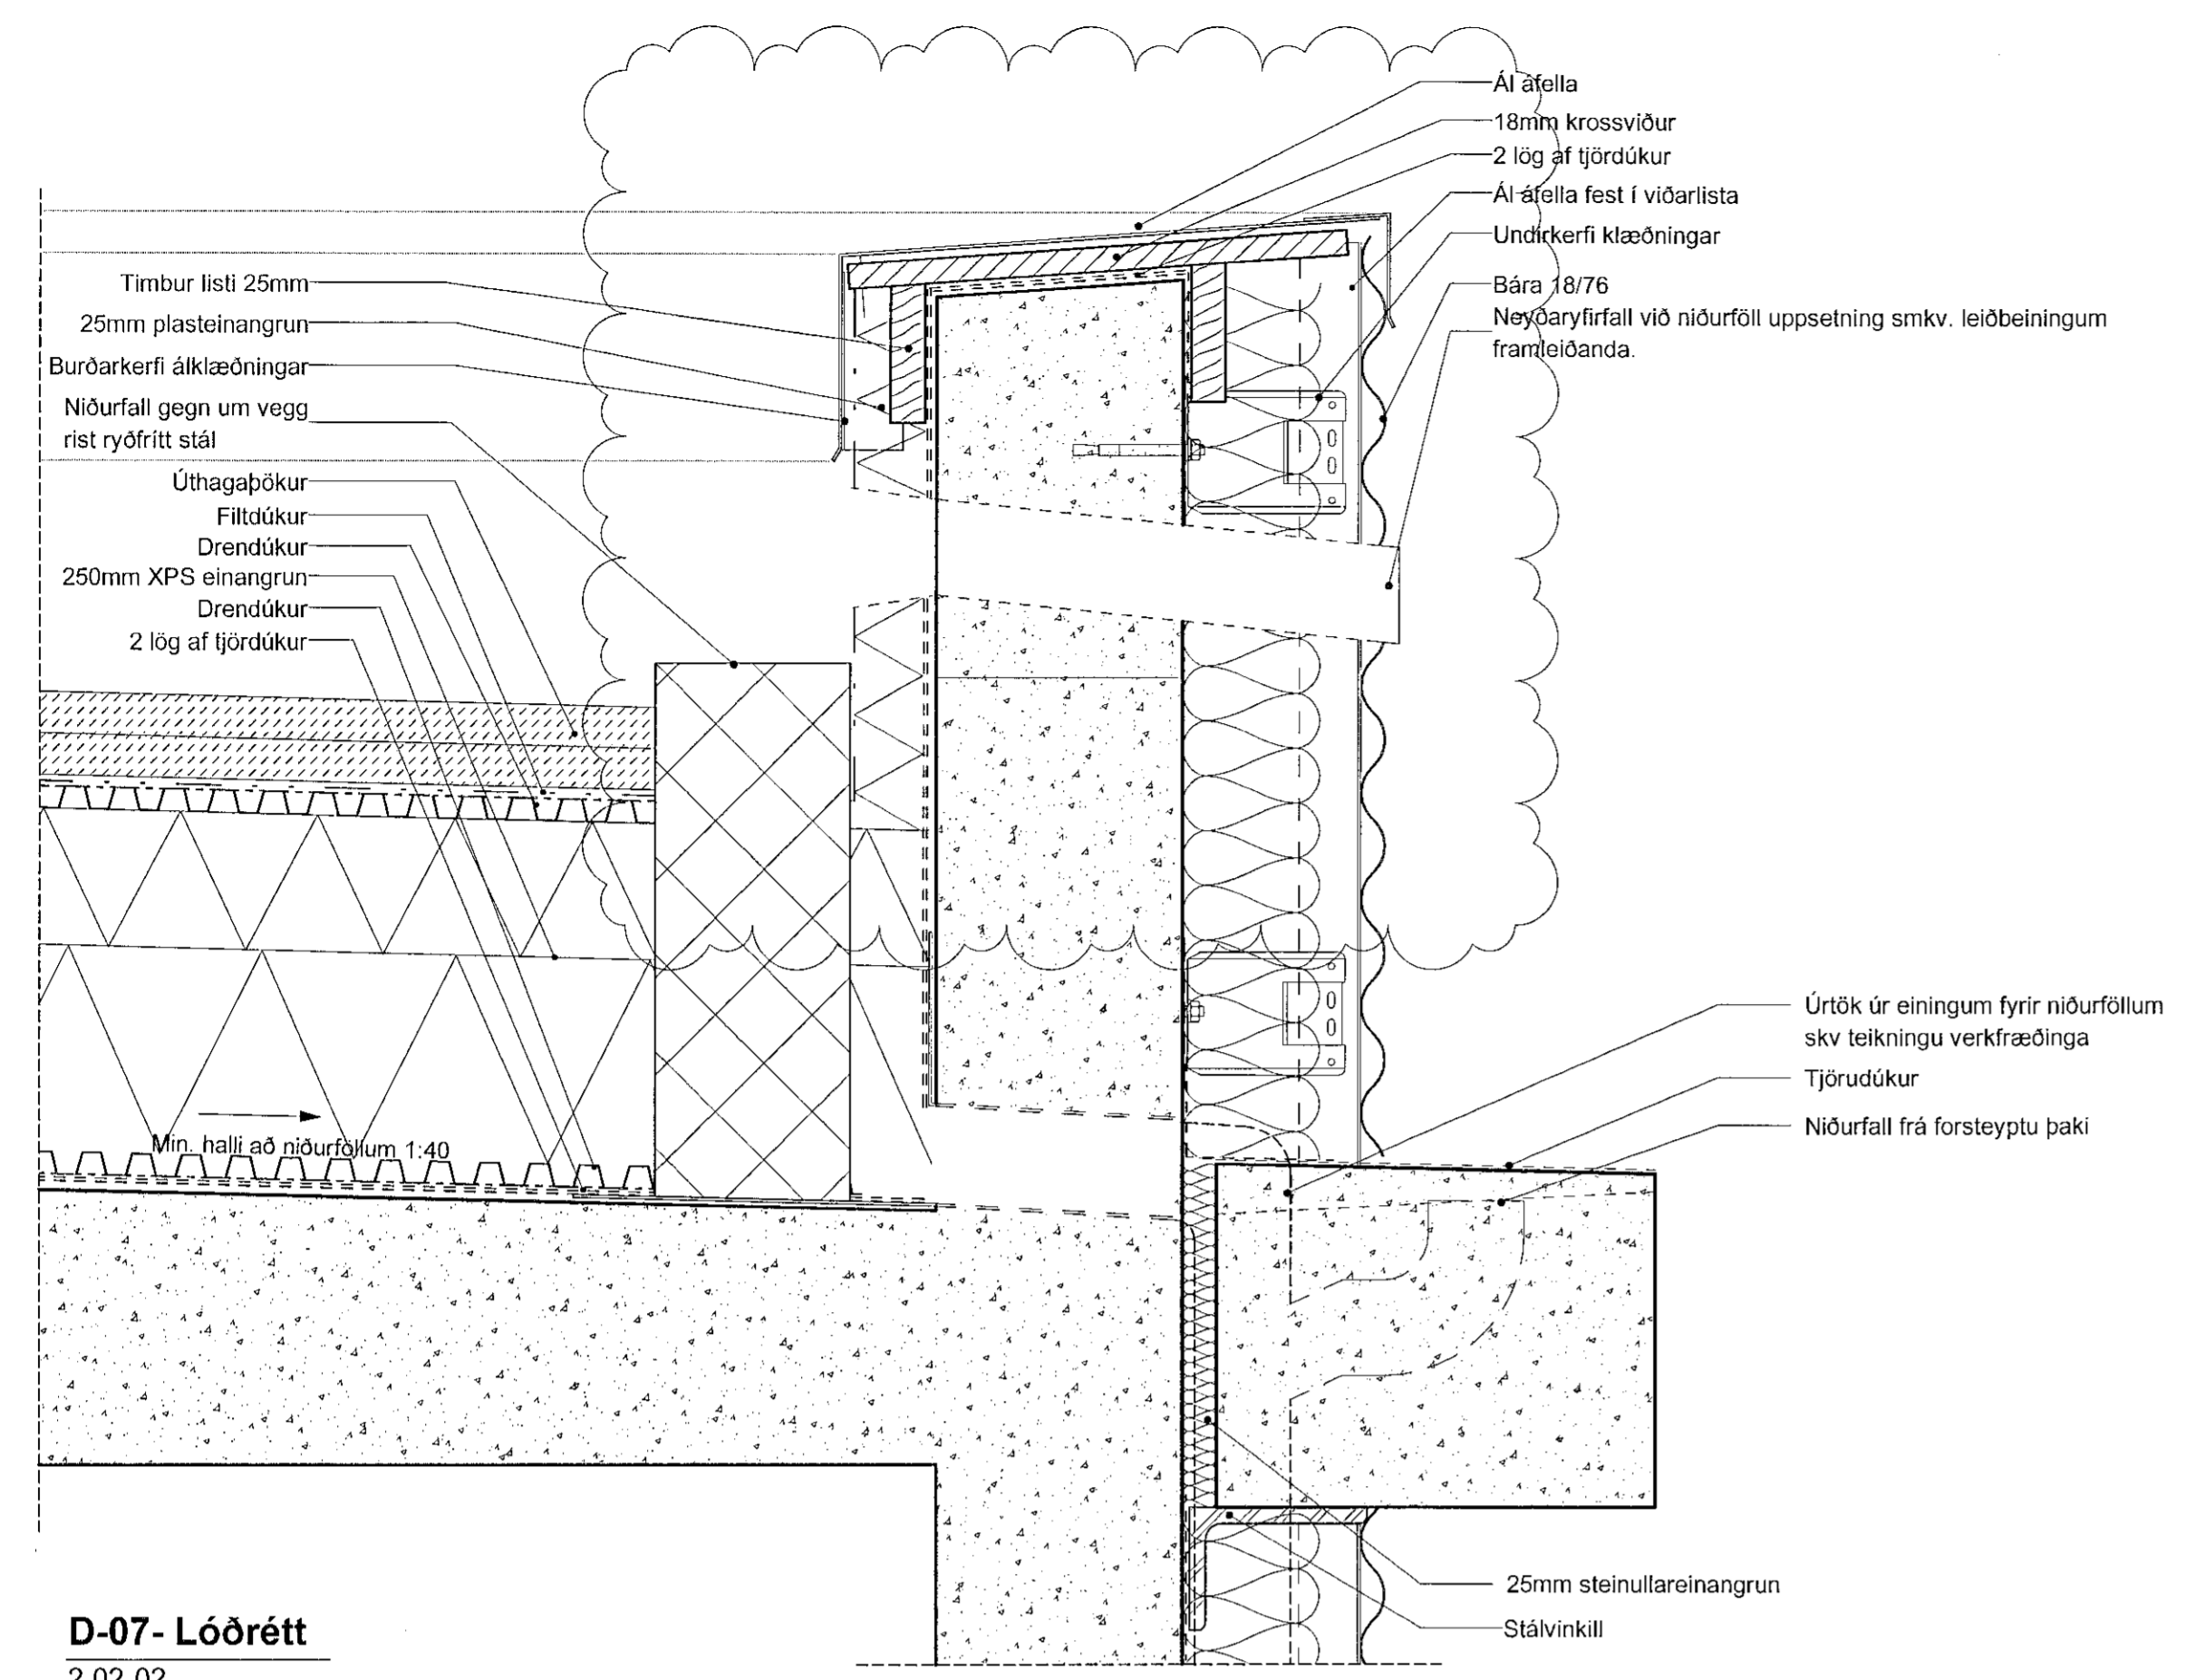 Ál áfella
18mm krossviður
2 lög af tjördúkur
Ál áfella fest í viðarlista
Undirkerfi klæðningar
Bára 18/76
Neyðaryfirfall við niðurföll uppsetning smkv. leiðbeiningum
framleiðanda.
Timbur listi 25mm
25mm plasteinangrun
Burðarkerfi álklæðningar
Niðurfall gegn um vegg
rist ryðfrítt stál
Úthagaþökur
Filtdúkur
Drendúkur
250mm XPS einangrun
Drendúkur
2 lög af tjördúkur
Min. halli að niðurföllum 1:40
Úrtök úr einingum fyrir niðurföllum
skv teikningu verkfræðinga
Tjörudúkur
Niðurfall frá forsteyptu þaki
25mm steinullareinangrun
Stálvinkill
D-07- Lóðrétt
2.02.02